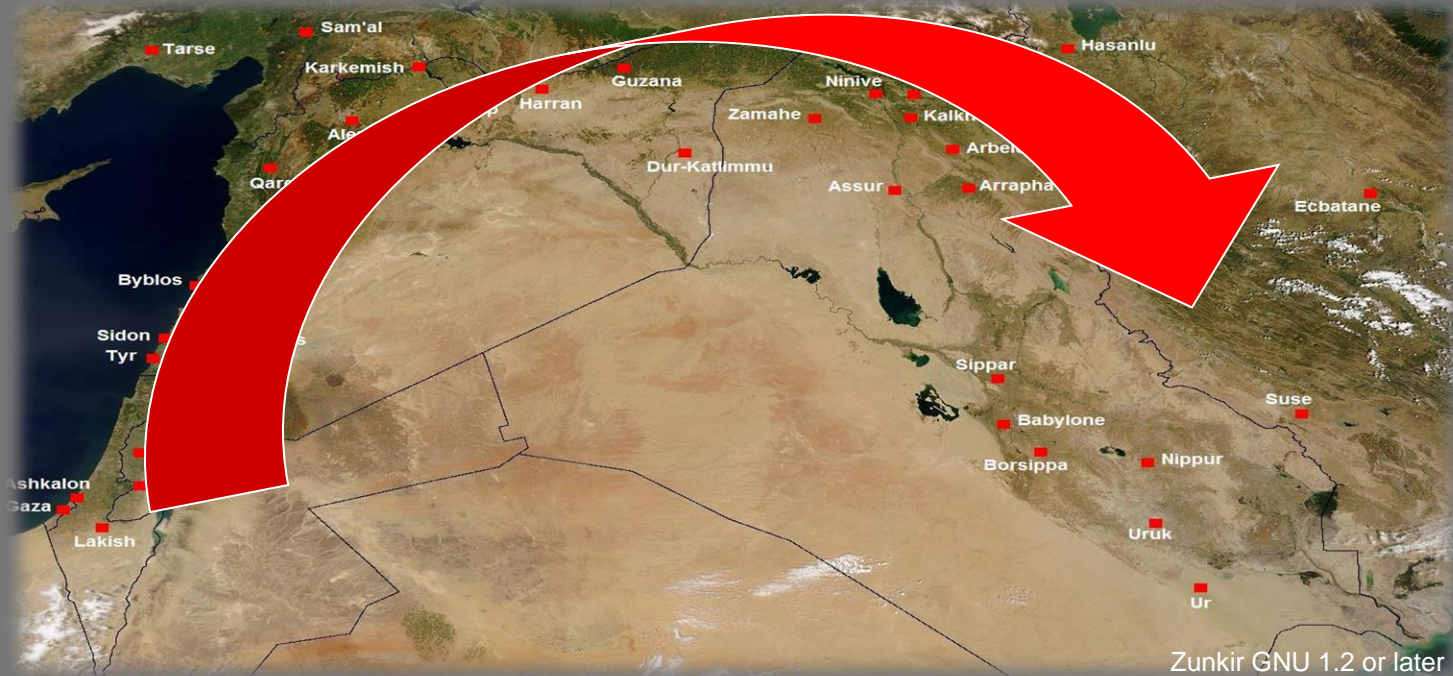 Sam'al
Tarse
Hasanlu
Karkemish
Guzana
Ninive
Harran
Zamahe
Dur-Katlimmu
Assur
Arrapha
Ecbatane
Byblos
Sidon
Tyr
Sippar
Suse
Babylone
Borsippa
Nippur
Ashkalon
Gaza
Uruk
Lakish
Ur
Zunkir GNU 1.2 or later